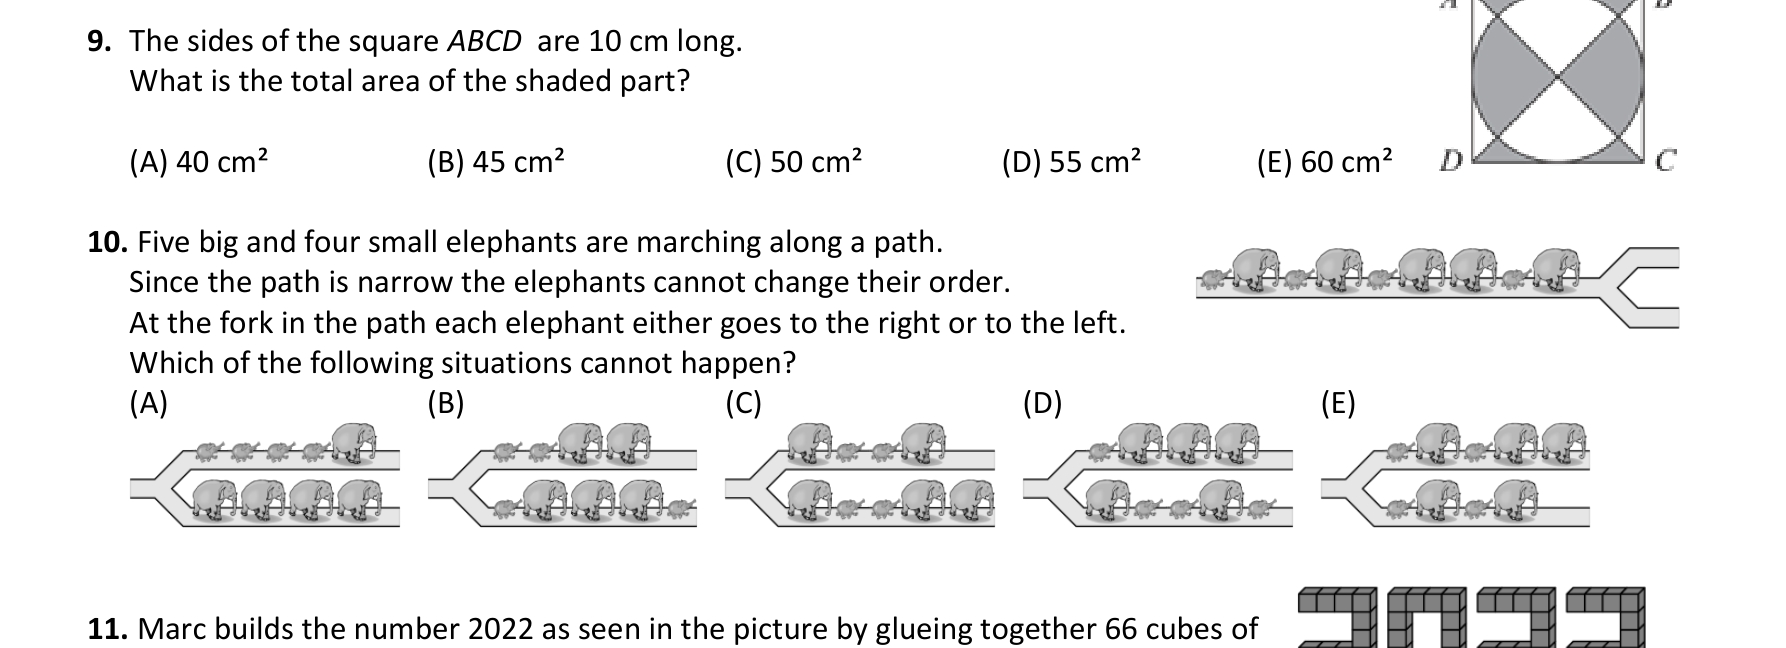 A B
9. The sides of the square ABCD are 10 cm long.
What is the total area of the shaded part?
(A) 40 cm² (B) 45 cm² (C) 50 cm² (D) 55 cm² (E) 60 cm² D C
10. Five big and four small elephants are marching along a path.
Since the path is narrow the elephants cannot change their order.
At the fork in the path each elephant either goes to the right or to the left.
Which of the following situations cannot happen?
(A) (B) (C) (D) (E)
11. Marc builds the number 2022 as seen in the picture by glueing together 66 cubes of